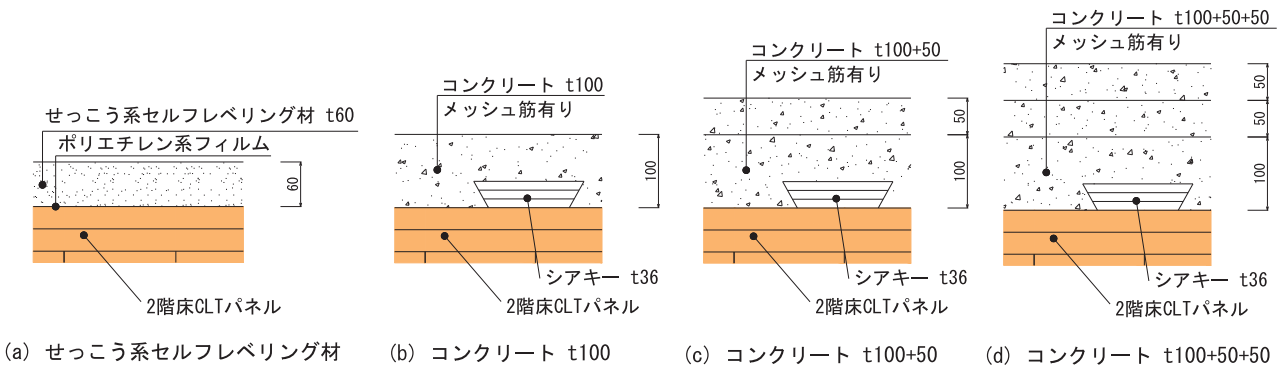 せっこう系セルフレベリング材 t60
ポリエチレン系フィルム
60
2階床CLTパネル
(a) せっこう系セルフレベリング材
コンクリート t100
メッシュ筋有り
100
シアキー t36
2階床CLTパネル
(b) コンクリート t100
コンクリート t100+50
メッシュ筋有り
50
100
シアキー t36
2階床CLTパネル
(c) コンクリート t100+50
コンクリート t100+50+50
メッシュ筋有り
50
50
100
シアキー t36
2階床CLTパネル
(d) コンクリート t100+50+50